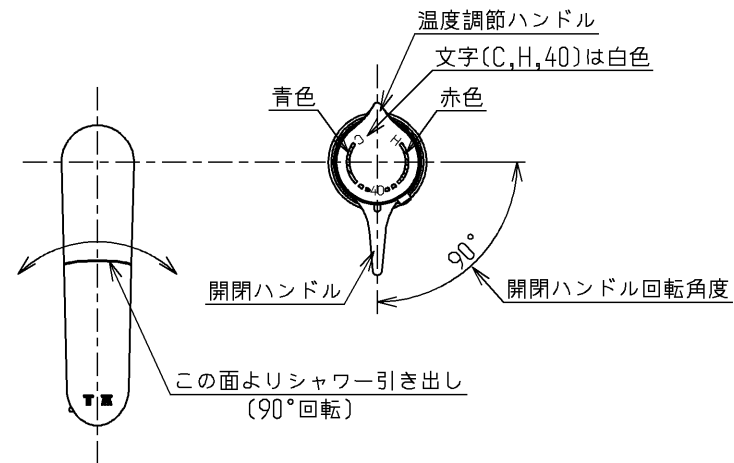 温度調節ハンドル
文字(C,H,40)は白色
青色
赤色
C
H
40
90°
開閉ハンドル
開閉ハンドル回転角度
この面よりシャワー引き出し
(90°回転)